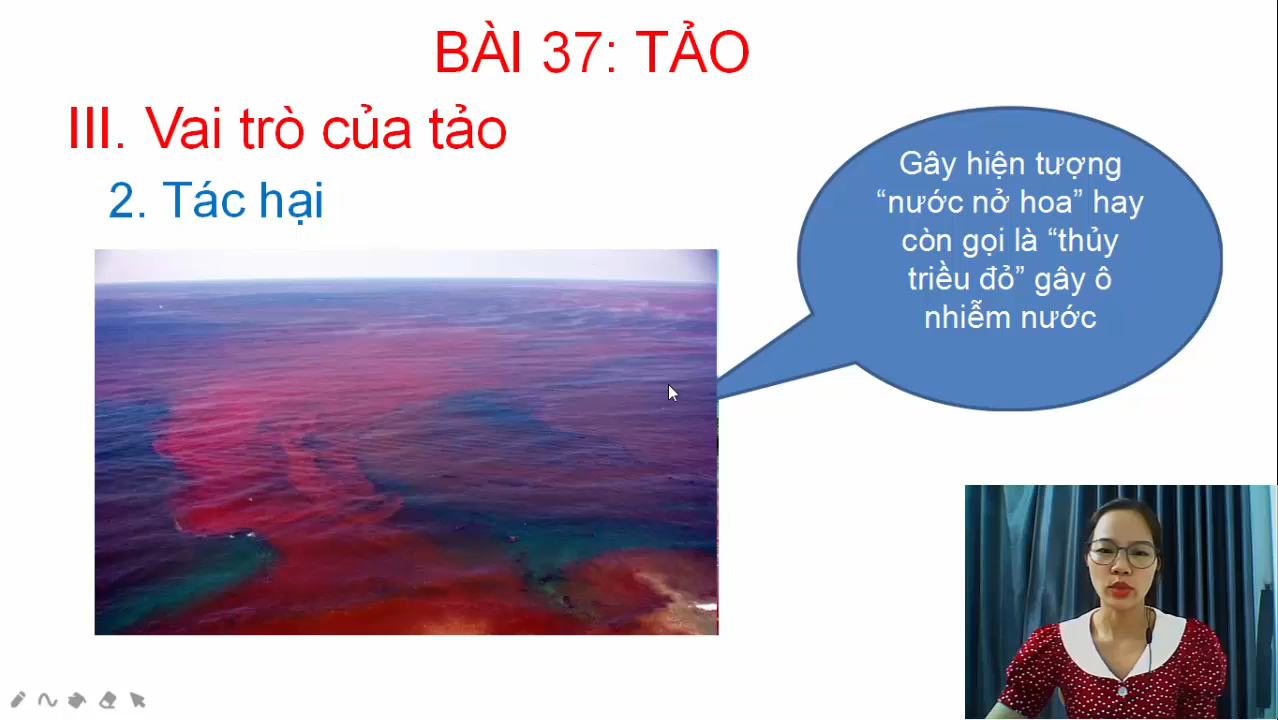 BÀI 37: TẢO
III. Vai trò của tảo
2. Tác hại
Gây hiện tượng
“nước nở hoa” hay
còn gọi là “thủy
triều đỏ” gây ô
nhiễm nước